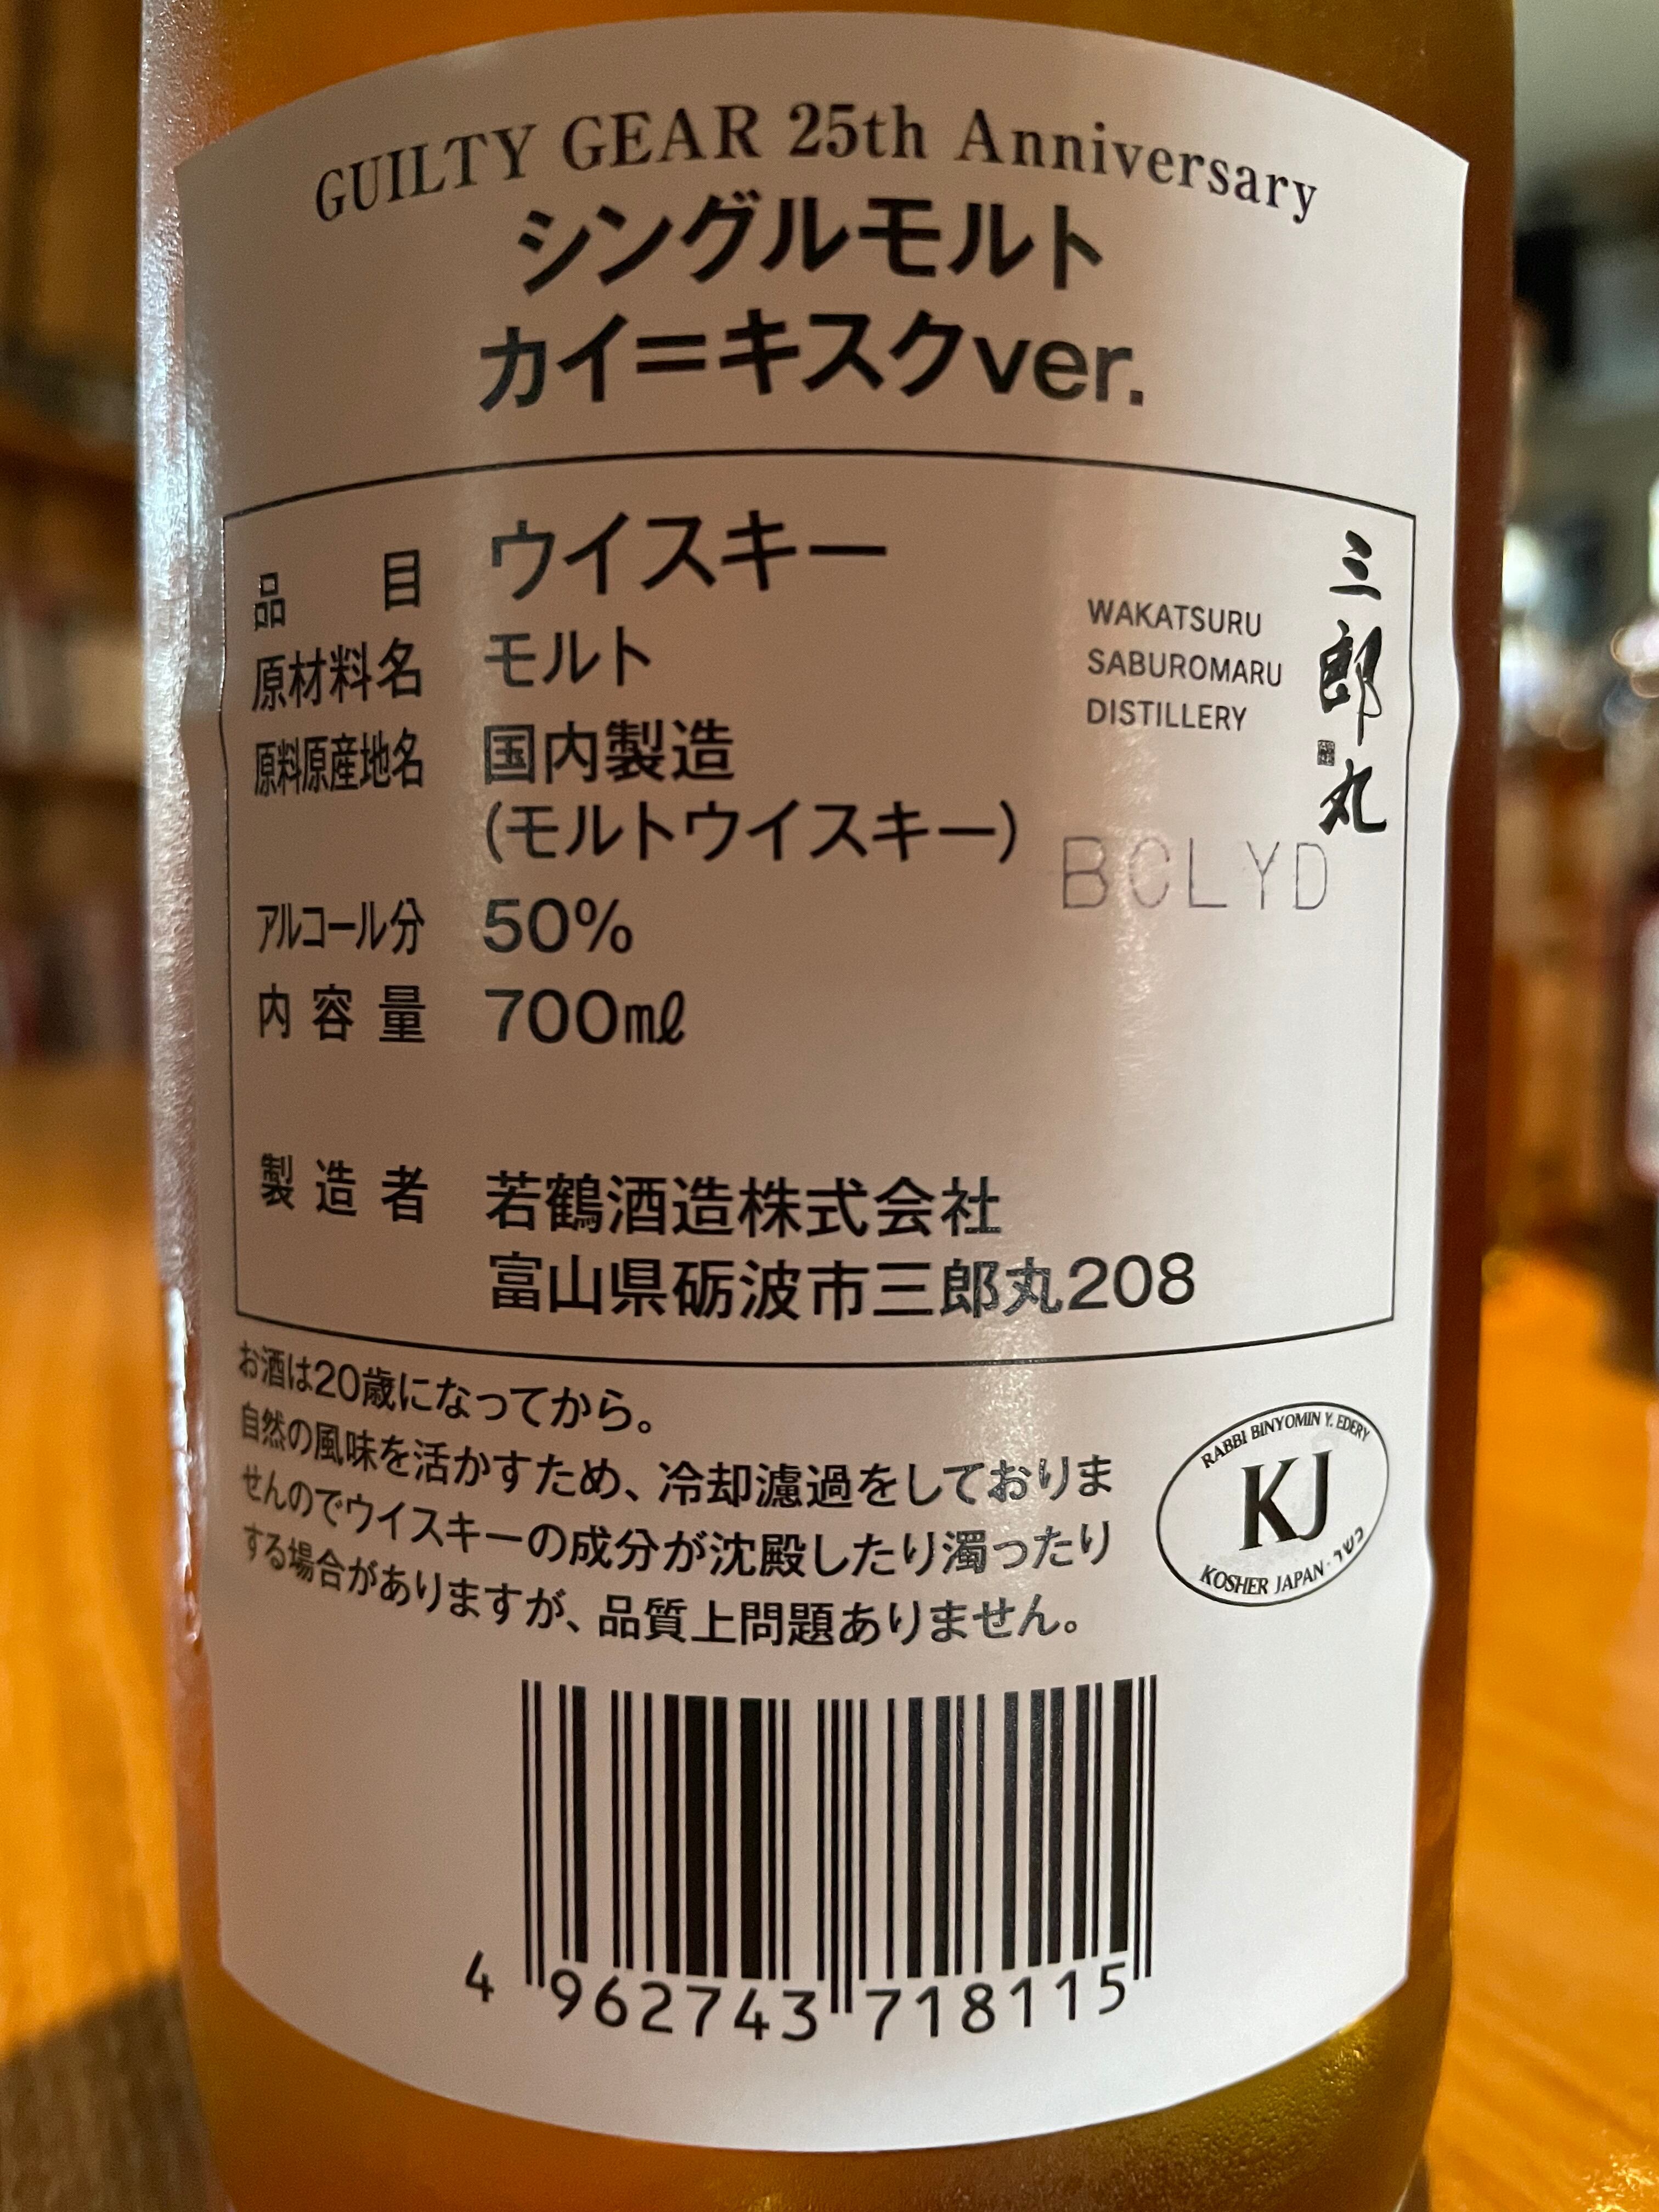 GUILTY GEAR 25th Anniversary
シングルモルト
カイ=キスクver.
品目 ウイスキー
原材料名 モルト
原料原産地名 国内製造
(モルトウイスキー)
アルコール分 50%
内容量 700mℓ
製造者 若鶴酒造株式会社
富山県砺波市三郎丸208
WAKATSURU
SABUROMARU
DISTILLERY
三郎丸
BCLYD
お酒は20歳になってから。
自然の風味を活かすため、冷却濾過をしておりま
せんのでウイスキーの成分が沈殿したり濁ったり
する場合がありますが、品質上問題ありません。
RABBI BINYOMIN Y. EDERY
KJ
KOSHER JAPAN · כשר
4 962743 718115